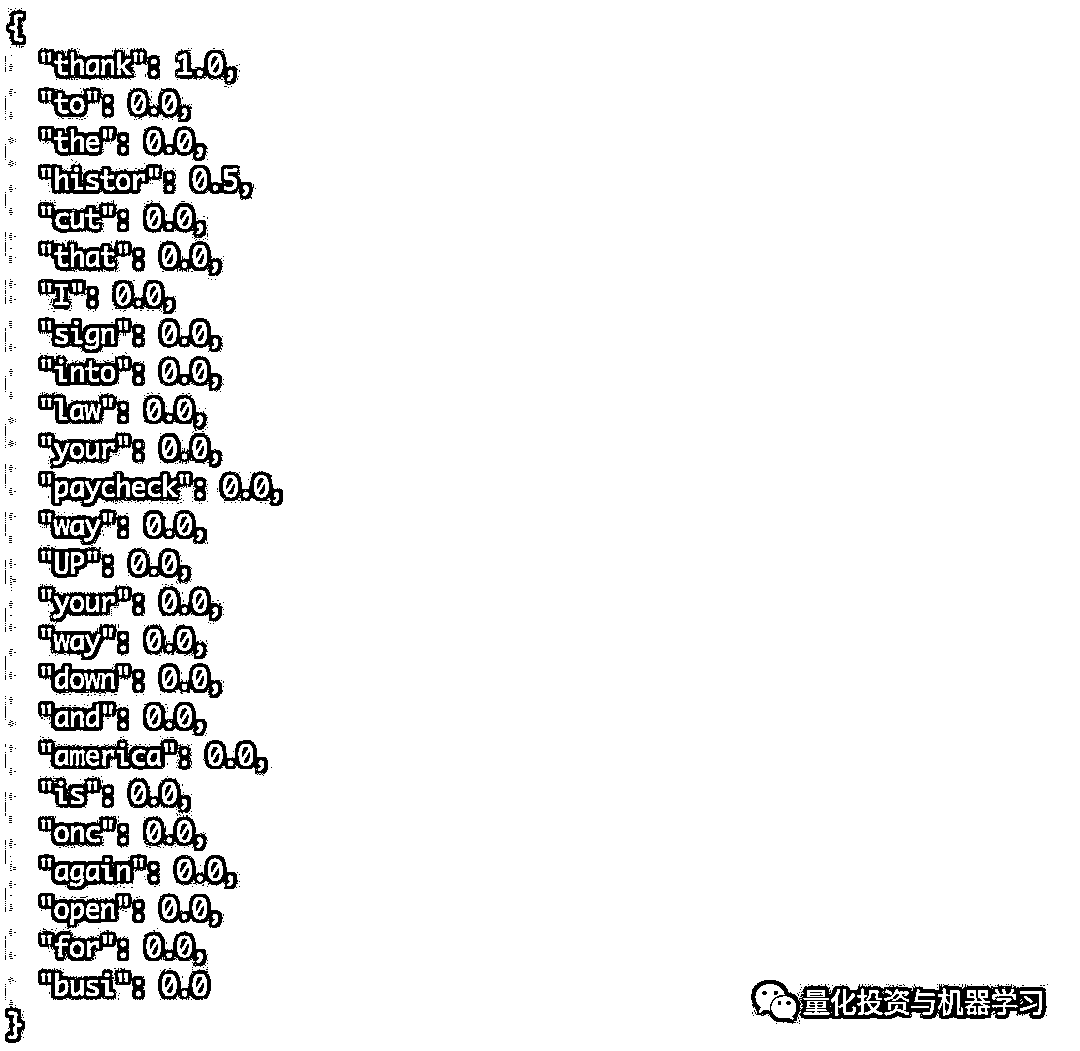 {
"thank": 1.0,
"to": 0.0,
"the": 0.0,
"histor": 0.5,
"cut": 0.0,
"that": 0.0,
"I": 0.0,
"sign": 0.0,
"into": 0.0,
"law": 0.0,
"your": 0.0,
"paycheck": 0.0,
"way": 0.0,
"UP": 0.0,
"your": 0.0,
"way": 0.0,
"down": 0.0,
"and": 0.0,
"america": 0.0,
"is": 0.0,
"onc": 0.0,
"again": 0.0,
"open": 0.0,
"for": 0.0,
"busi": 0.0
}
量化投资与机器学习